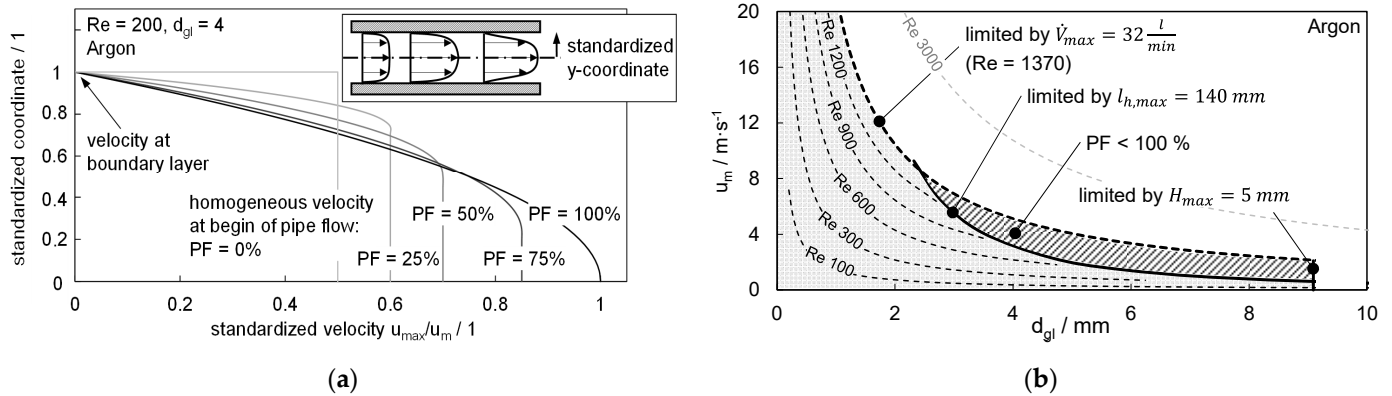 Re = 200, d_gl = 4
Argon
standardized
y-coordinate
standardized coordinate / 1
1
0.8
0.6
0.4
0.2
0
velocity at
boundary layer
homogeneous velocity
at begin of pipe flow:
PF = 0%
PF = 50%
PF = 100%
PF = 25%
PF = 75%
0
0.2
0.4
0.6
0.8
1
standardized velocity u_max/u_m / 1
(a)
u_m / m·s⁻¹
20
16
12
8
4
0
Re 3000
Re 1200
Re 900
Re 600
Re 300
Re 100
Argon
limited by V̇_max = 32 l/min
(Re = 1370)
limited by l_h,max = 140 mm
PF < 100 %
limited by H_max = 5 mm
0
2
4
6
8
10
d_gl / mm
(b)